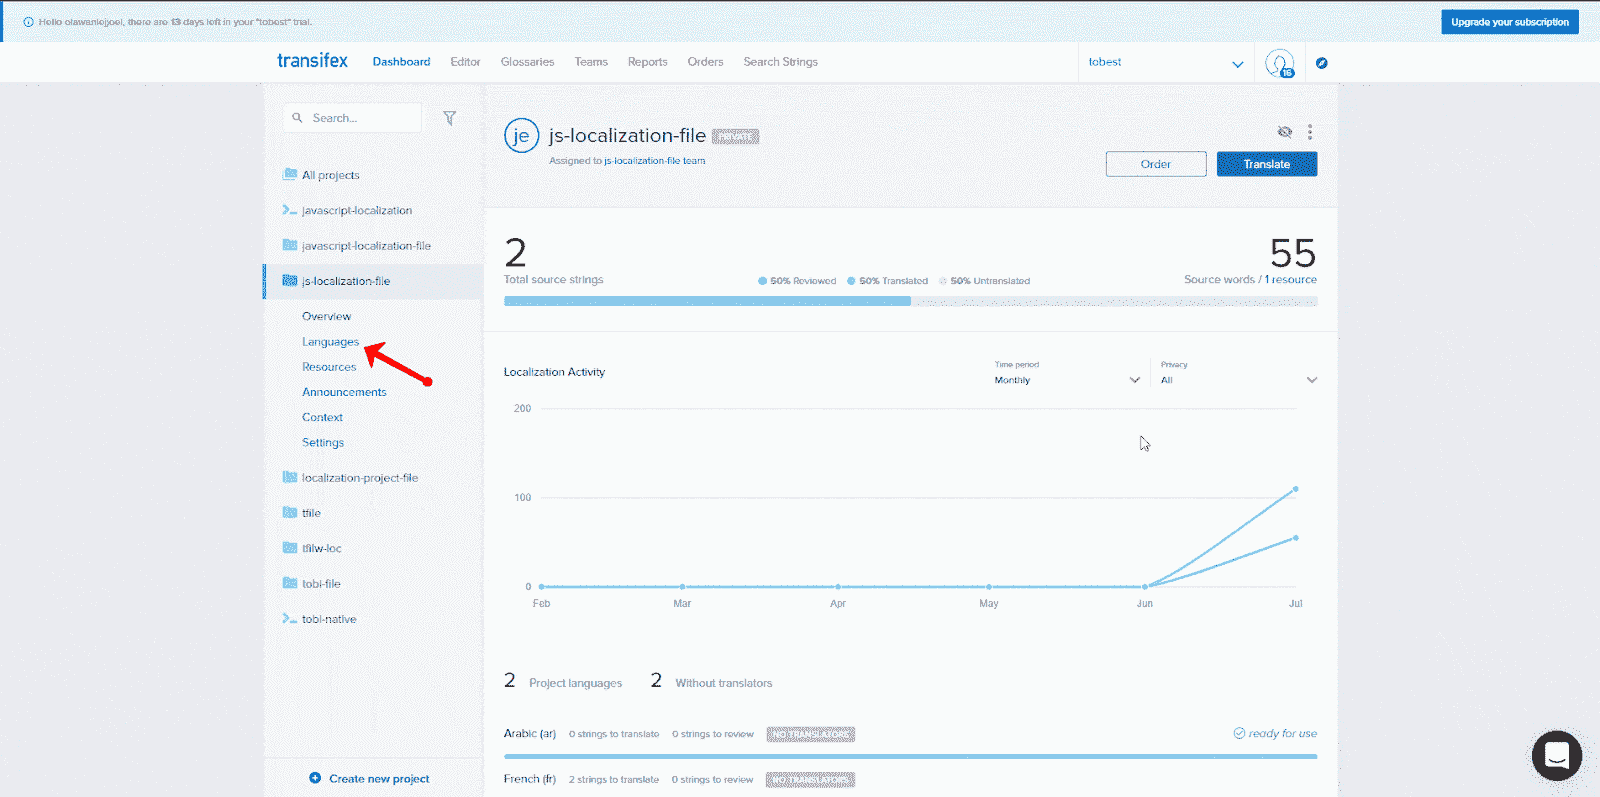 Hello olawanlejjoel, there are 13 days left in your "tobest" trial.
Upgrade your subscription
transifex
Dashboard Editor Glossaries Teams Reports Orders Search Strings
tobest
16
Search...
All projects
javascript-localization
javascript-localization-file
js-localization-file
Overview
Languages
Resources
Announcements
Context
Settings
localization-project-file
tfile
tfilw-loc
tobi-file
tobi-native
Create new project
je js-localization-file PRIVATE
Assigned to js-localization-file team
Order Translate
2 55
Total source strings 50% Reviewed 50% Translated 50% Untranslated Source words / 1 resource
Localization Activity
Time period
Monthly
Privacy
All
200
100
0
Feb Mar Apr May Jun Jul
2 Project languages 2 Without translators
Arabic (ar) 0 strings to translate 0 strings to review NO TRANSLATORS ready for use
French (fr) 2 strings to translate 0 strings to review NO TRANSLATORS